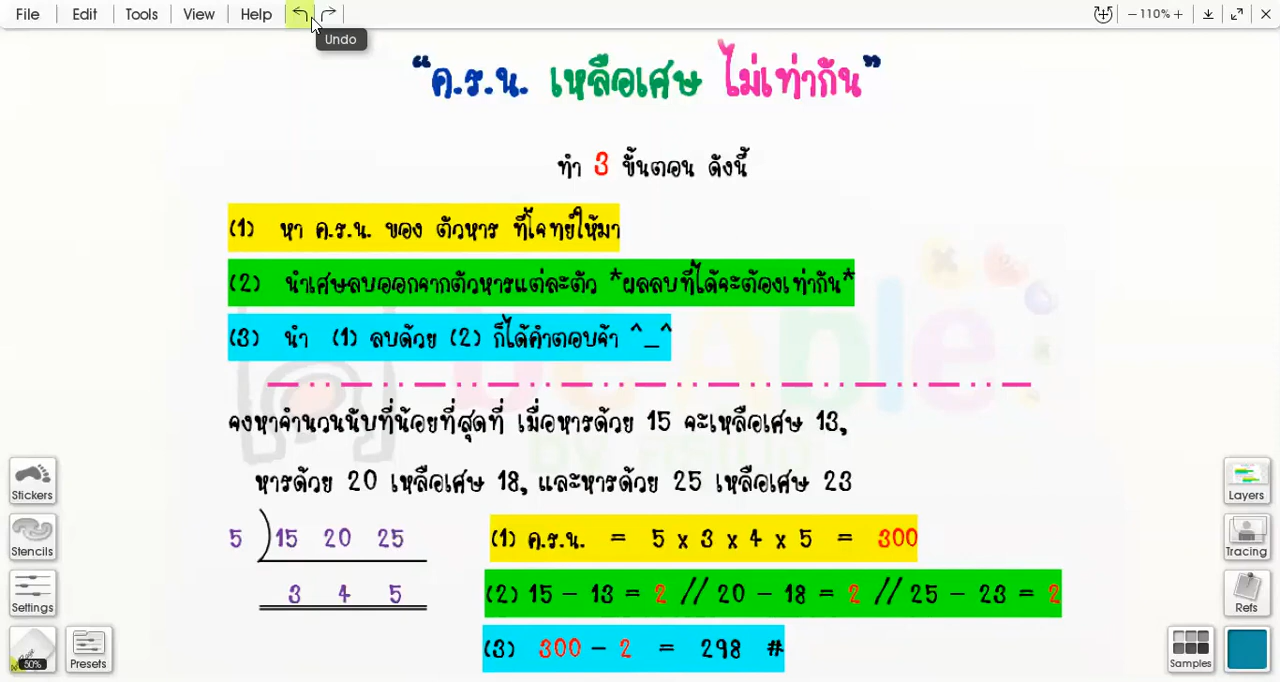 File Edit Tools View Help −110% +
Undo
“ค.ร.น. เหลือเศษ ไม่เท่ากัน”
ทำ 3 ขั้นตอน ดังนี้
(1) หา ค.ร.น. ของ ตัวหาร ที่โจทย์ให้มา
(2) นำเศษลบออกจากตัวหารแต่ละตัว *ผลลบที่ได้จะต้องเท่ากัน*
(3) นำ (1) ลบด้วย (2) ก็ได้คำตอบจ้า ^_^
จงหาจำนวนนับที่น้อยที่สุดที่ เมื่อหารด้วย 15 จะเหลือเศษ 13,
หารด้วย 20 เหลือเศษ 18, และหารด้วย 25 เหลือเศษ 23
5 )15 20 25
3 4 5
(1) ค.ร.น. = 5 x 3 x 4 x 5 = 300
(2) 15 − 13 = 2 // 20 − 18 = 2 // 25 − 23 = 2
(3) 300 − 2 = 298 #
Stickers
Stencils
Settings
50%
Presets
Layers
Tracing
Refs
Samples